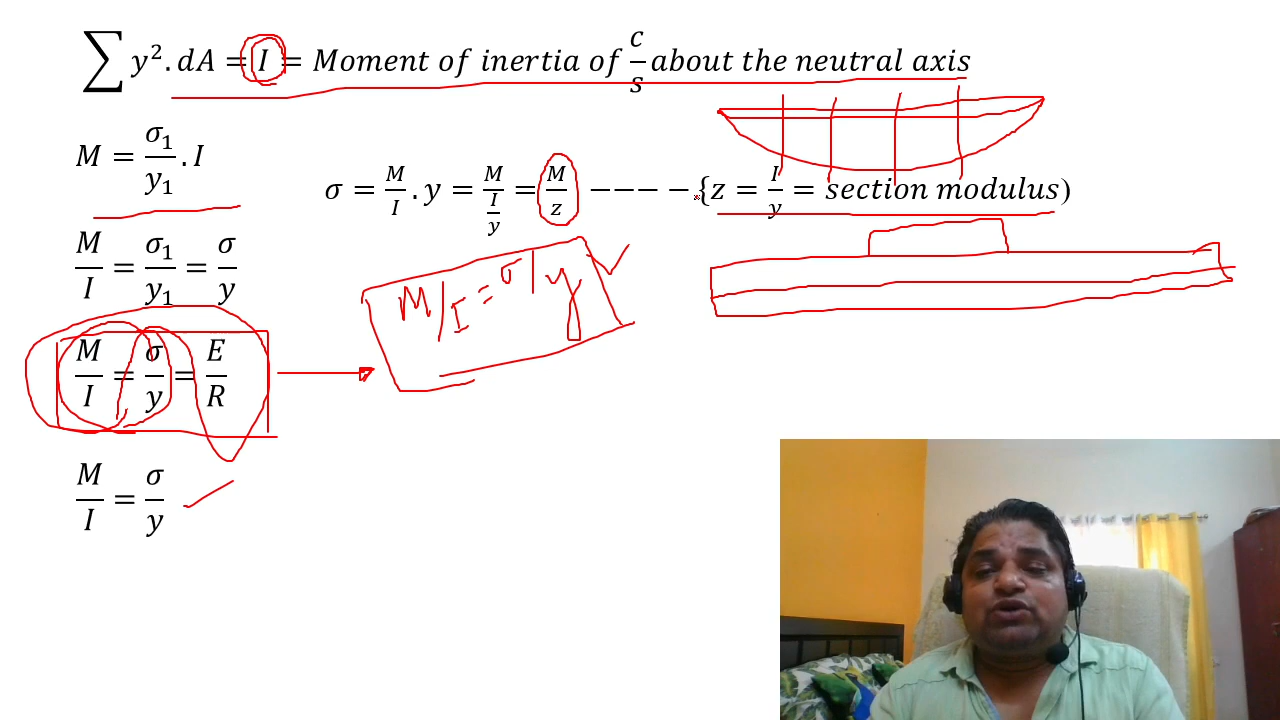 ∑ y². dA = I = Moment of inertia of c/s about the neutral axis
M = σ₁/y₁ . I
σ = M/I . y = M/(I/y) = M/z − − − − {z = I/y = section modulus)
M/I = σ₁/y₁ = σ/y
M/I = σ/y
M/I = σ/y = E/R
M/I = σ/y